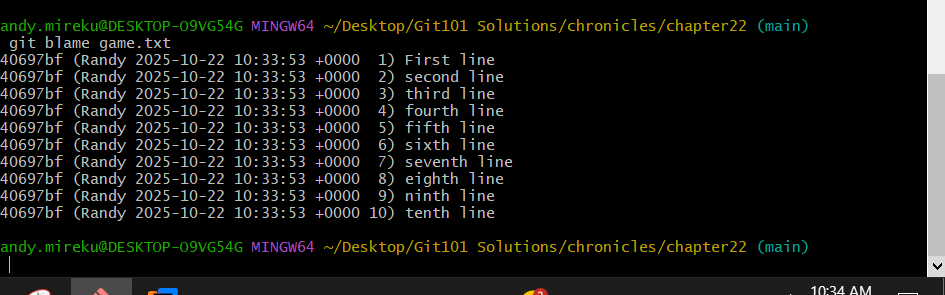 andy.mireku@DESKTOP-O9VG54G MINGW64 ~/Desktop/Git101 Solutions/chronicles/chapter22 (main)
git blame game.txt
40697bf (Randy 2025-10-22 10:33:53 +0000  1) First line
40697bf (Randy 2025-10-22 10:33:53 +0000  2) second line
40697bf (Randy 2025-10-22 10:33:53 +0000  3) third line
40697bf (Randy 2025-10-22 10:33:53 +0000  4) fourth line
40697bf (Randy 2025-10-22 10:33:53 +0000  5) fifth line
40697bf (Randy 2025-10-22 10:33:53 +0000  6) sixth line
40697bf (Randy 2025-10-22 10:33:53 +0000  7) seventh line
40697bf (Randy 2025-10-22 10:33:53 +0000  8) eighth line
40697bf (Randy 2025-10-22 10:33:53 +0000  9) ninth line
40697bf (Randy 2025-10-22 10:33:53 +0000 10) tenth line
andy.mireku@DESKTOP-O9VG54G MINGW64 ~/Desktop/Git101 Solutions/chronicles/chapter22 (main)
10:34 AM